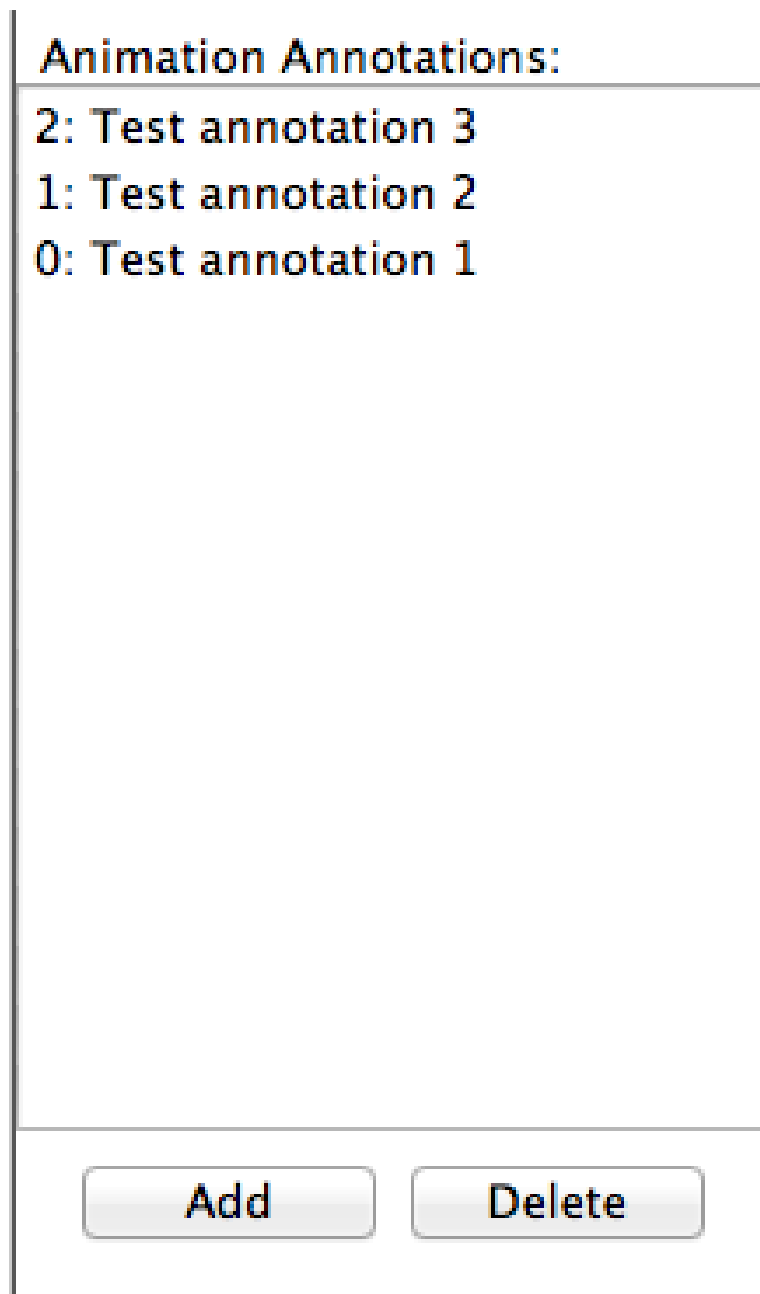 Animation Annotations:
2: Test annotation 3
1: Test annotation 2
0: Test annotation 1
Add Delete